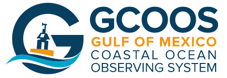 GCOOS
GULF OF MEXICO
COASTAL OCEAN
OBSERVING SYSTEM